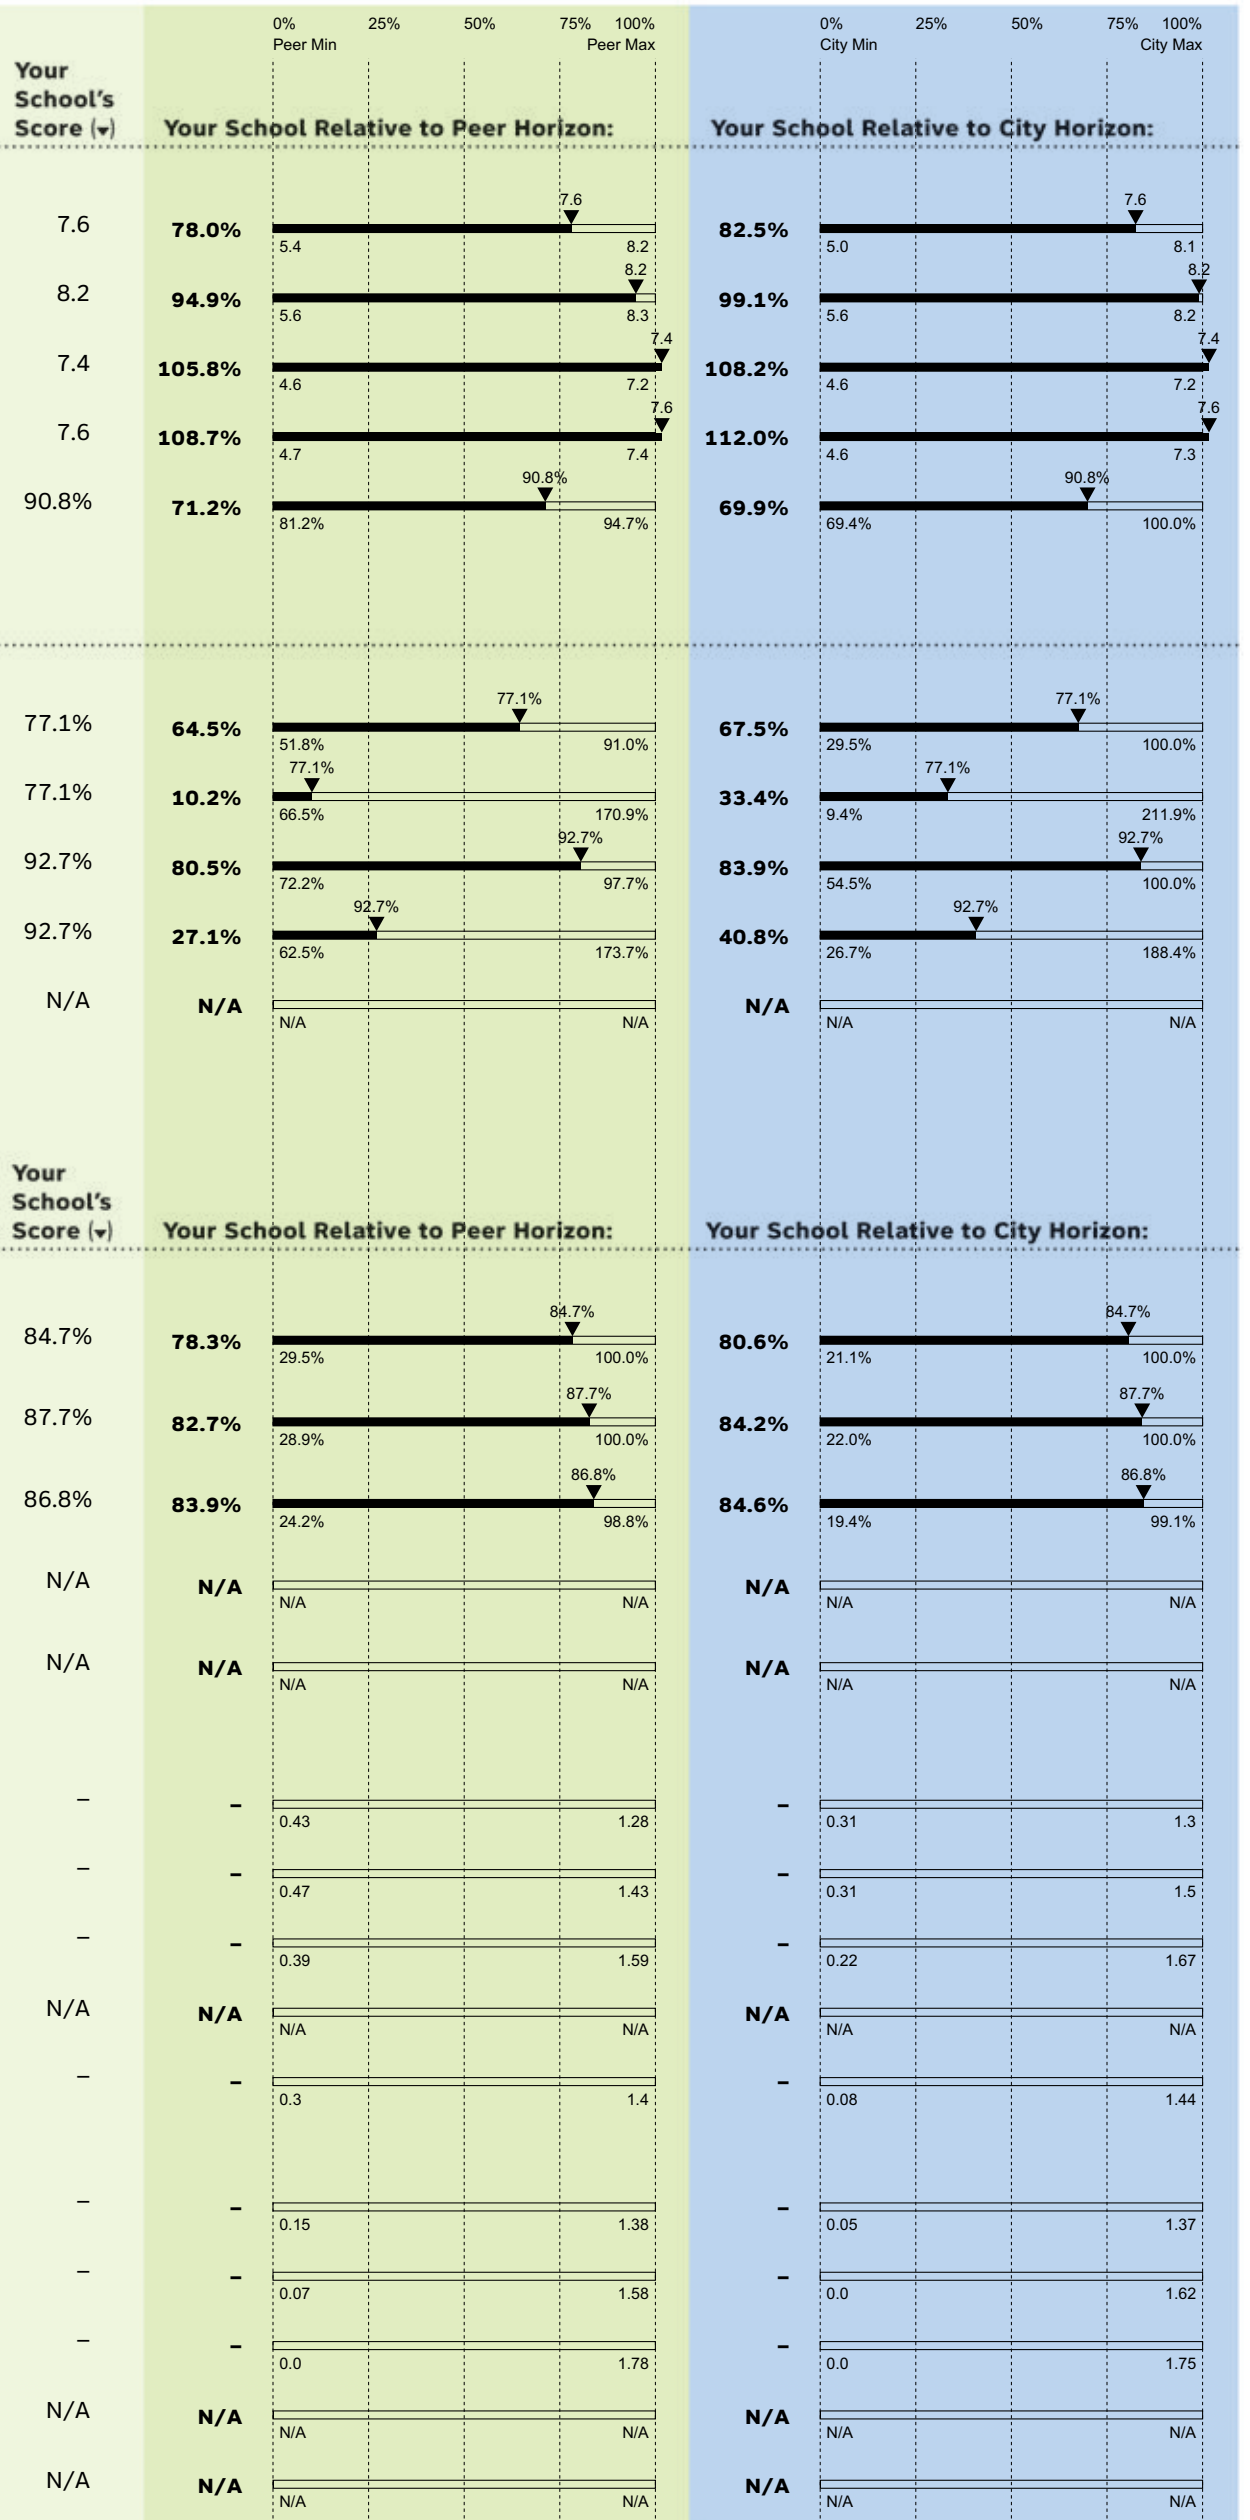 0% 25% 50% 75% 100% 0% 25% 50% 75% 100%
Peer Min Peer Max City Min City Max
Your
School's
Score (▾) Your School Relative to Peer Horizon: Your School Relative to City Horizon:
7.6 7.6
7.6 78.0% 82.5%
5.4 8.2 5.0 8.1
8.2 8.2
8.2 94.9% 99.1%
5.6 8.3 5.6 8.2
7.4 7.4
7.4 105.8% 108.2%
4.6 7.2 4.6 7.2
7.6 7.6
7.6 108.7% 112.0%
4.7 7.4 4.6 7.3
90.8% 90.8%
90.8% 71.2% 69.9%
81.2% 94.7% 69.4% 100.0%
77.1% 77.1%
77.1% 64.5% 67.5%
51.8% 91.0% 29.5% 100.0%
77.1% 77.1%
77.1% 10.2% 33.4%
66.5% 170.9% 9.4% 211.9%
92.7% 92.7%
92.7% 80.5% 83.9%
72.2% 97.7% 54.5% 100.0%
92.7% 92.7%
92.7% 27.1% 40.8%
62.5% 173.7% 26.7% 188.4%
N/A N/A N/A
N/A N/A N/A N/A
Your
School's
Score (▾) Your School Relative to Peer Horizon: Your School Relative to City Horizon:
84.7% 84.7%
84.7% 78.3% 80.6%
29.5% 100.0% 21.1% 100.0%
87.7% 87.7%
87.7% 82.7% 84.2%
28.9% 100.0% 22.0% 100.0%
86.8% 86.8%
86.8% 83.9% 84.6%
24.2% 98.8% 19.4% 99.1%
N/A N/A N/A
N/A N/A N/A N/A
N/A N/A N/A
N/A N/A N/A N/A
– – –
0.43 1.28 0.31 1.3
– – –
0.47 1.43 0.31 1.5
– – –
0.39 1.59 0.22 1.67
N/A N/A N/A
N/A N/A N/A N/A
– – –
0.3 1.4 0.08 1.44
– – –
0.15 1.38 0.05 1.37
– – –
0.07 1.58 0.0 1.62
– – –
0.0 1.78 0.0 1.75
N/A N/A N/A
N/A N/A N/A N/A
N/A N/A N/A
N/A N/A N/A N/A